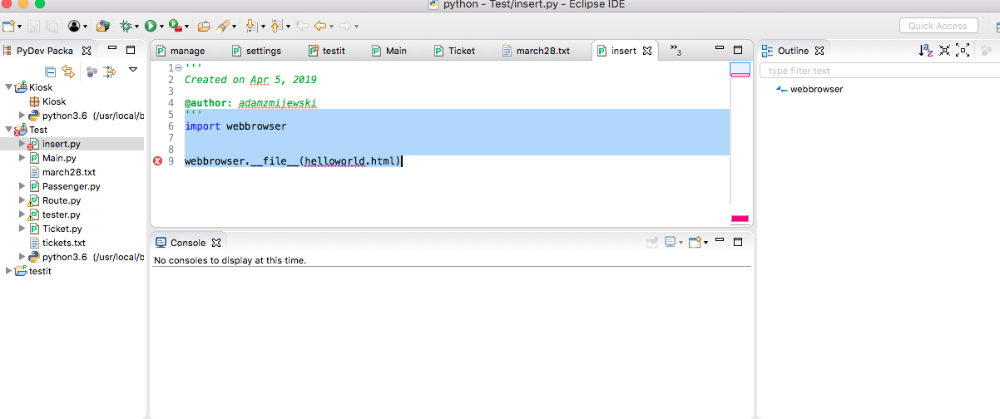 python - Test/insert.py - Eclipse IDE
Quick Access
PyDev Packa
manage
settings
testit
Main
Ticket
march28.txt
insert
»3
Outline
Kiosk
Kiosk
python3.6 (/usr/local/b
Test
insert.py
Main.py
march28.txt
Passenger.py
Route.py
tester.py
Ticket.py
tickets.txt
python3.6 (/usr/local/b
testit
1 '''
2 Created on Apr 5, 2019
3
4 @author: adamzmijewski
5 '''
6 import webbrowser
7
8
9 webbrowser.__file__(helloworld.html)
Console
No consoles to display at this time.
type filter text
webbrowser